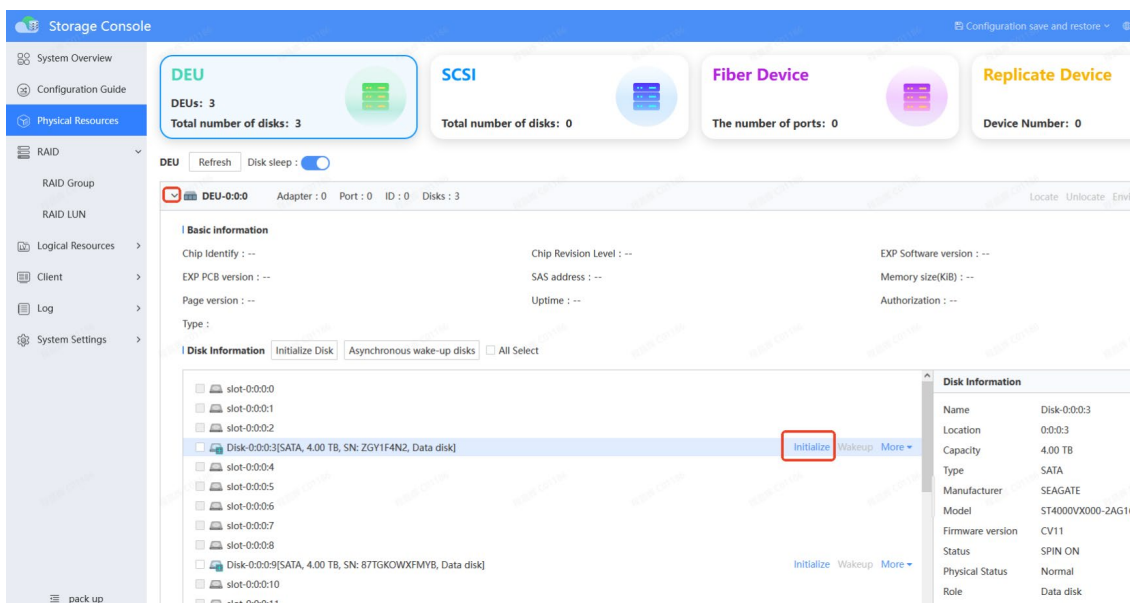 Storage Console
Configuration save and restore
System Overview
Configuration Guide
Physical Resources
RAID
RAID Group
RAID LUN
Logical Resources
Client
Log
System Settings
pack up
DEU
DEUs: 3
Total number of disks: 3
SCSI
Total number of disks: 0
Fiber Device
The number of ports: 0
Replicate Device
Device Number: 0
DEU Refresh Disk sleep :
DEU-0:0:0 Adapter : 0 Port : 0 ID : 0 Disks : 3 Locate Unlocate Envi
Basic information
Chip Identify : -- Chip Revision Level : -- EXP Software version : --
EXP PCB version : -- SAS address : -- Memory size(KiB) : --
Page version : -- Uptime : -- Authorization : --
Type :
Disk Information Initialize Disk Asynchronous wake-up disks All Select
slot-0:0:0:0
slot-0:0:0:1
slot-0:0:0:2
Disk-0:0:0:3[SATA, 4.00 TB, SN: ZGY1F4N2, Data disk] Initialize Wakeup More
slot-0:0:0:4
slot-0:0:0:5
slot-0:0:0:6
slot-0:0:0:7
slot-0:0:0:8
Disk-0:0:0:9[SATA, 4.00 TB, SN: 87TGKOWXFMYB, Data disk] Initialize Wakeup More
slot-0:0:0:10
slot-0:0:0:11
Disk Information
Name Disk-0:0:0:3
Location 0:0:0:3
Capacity 4.00 TB
Type SATA
Manufacturer SEAGATE
Model ST4000VX000-2AG1
Firmware version CV11
Status SPIN ON
Physical Status Normal
Role Data disk